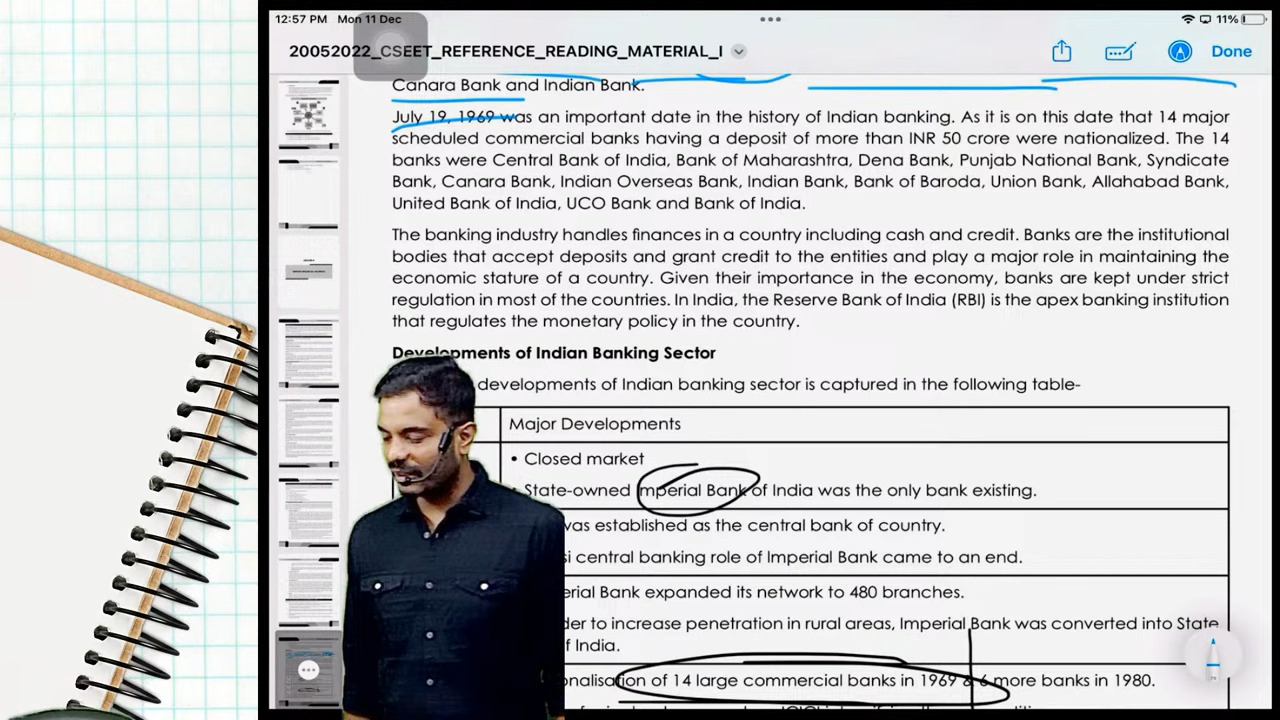 12:57 PM Mon 11 Dec
11%
20052022_CSEET_REFERENCE_READING_MATERIAL_I
Done
Canara Bank and Indian Bank.
July 19, 1969 was an important date in the history of Indian banking. As it is on this date that 14 major
scheduled commercial banks having a deposit of more than INR 50 crore were nationalized. The 14
banks were Central Bank of India, Bank of Maharashtra, Dena Bank, Punjab National Bank, Syndicate
Bank, Canara Bank, Indian Overseas Bank, Indian Bank, Bank of Baroda, Union Bank, Allahabad Bank,
United Bank of India, UCO Bank and Bank of India.
The banking industry handles finances in a country including cash and credit. Banks are the institutional
bodies that accept deposits and grant credit to the entities and play a major role in maintaining the
economic stature of a country. Given their importance in the economy, banks are kept under strict
regulation in most of the countries. In India, the Reserve Bank of India (RBI) is the apex banking institution
that regulates the monetary policy in the country.
Developments of Indian Banking Sector
developments of Indian banking sector is captured in the following table-
Major Developments
• Closed market
State owned Imperial Bank of India was the only bank existing.
was established as the central bank of country.
central banking role of Imperial Bank came to an end.
Bank expanded its network to 480 branches.
to increase penetration in rural areas, Imperial Bank was converted into State
of India.
of 14 large commercial banks in 1969 & 6 more banks in 1980.